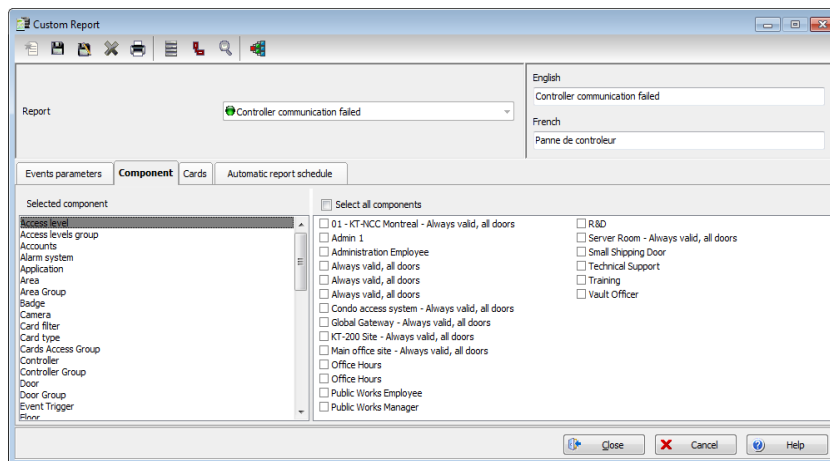 Custom Report
English
Controller communication failed
Report
Controller communication failed
French
Panne de controleur
Events parameters
Component
Cards
Automatic report schedule
Selected component
Select all components
Access level
Access levels group
Accounts
Alarm system
Application
Area
Area Group
Badge
Camera
Card filter
Card type
Cards Access Group
Controller
Controller Group
Door
Door Group
Event Trigger
Floor
01 - KT-NCC Montreal - Always valid, all doors
Admin 1
Administration Employee
Always valid, all doors
Always valid, all doors
Always valid, all doors
Condo access system - Always valid, all doors
Global Gateway - Always valid, all doors
KT-200 Site - Always valid, all doors
Main office site - Always valid, all doors
Office Hours
Office Hours
Public Works Employee
Public Works Manager
R&D
Server Room - Always valid, all doors
Small Shipping Door
Technical Support
Training
Vault Officer
Close
Cancel
Help